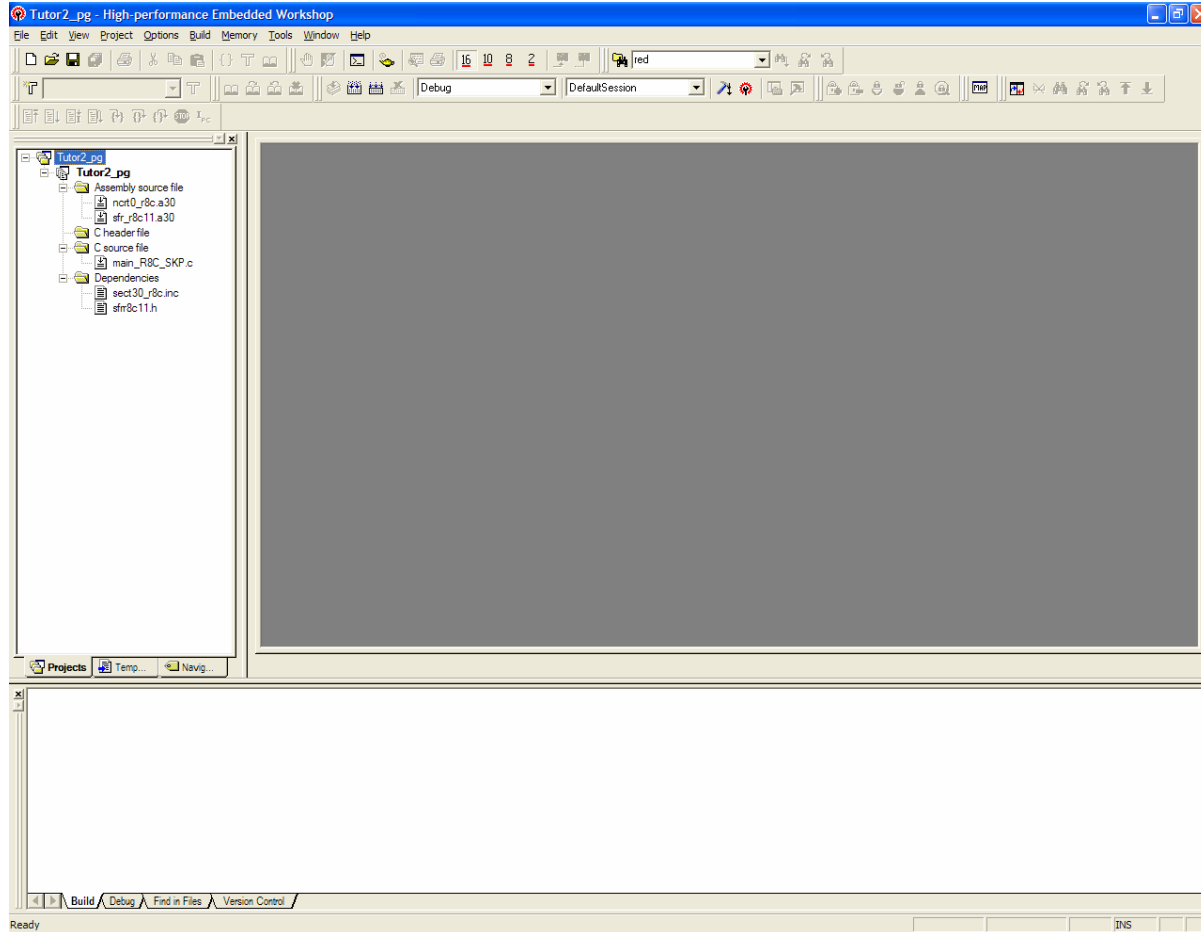 Tutor2_pg - High-performance Embedded Workshop
File Edit View Project Options Build Memory Tools Window Help
16 10 8 2 red
Debug DefaultSession MAP
Tutor2_pg
Tutor2_pg
Assembly source file
ncrt0_r8c.a30
sfr_r8c11.a30
C header file
C source file
main_R8C_SKP.c
Dependencies
sect30_r8c.inc
sfrr8c11.h
Projects Temp... Navig...
Build Debug Find in Files Version Control
Ready INS